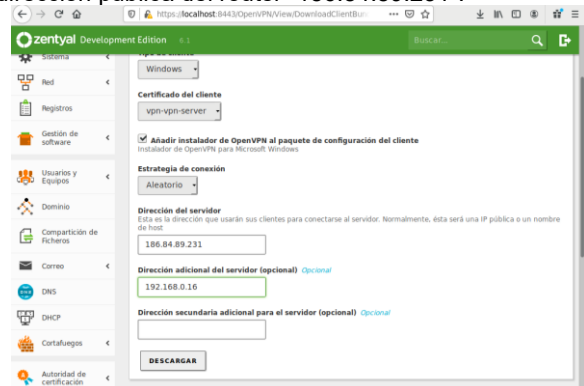 dirección pública del router
https://localhost:8443/OpenVPN/View/DownloadClientBun
zentyal Development Edition 6.1
Buscar...
Sistema
Red
Registros
Gestión de
software
Usuarios y
Equipos
Dominio
Compartición de
Ficheros
Correo
DNS
DHCP
Cortafuegos
Autoridad de
certificación
Windows
Certificado del cliente
vpn-vpn-server
Añadir instalador de OpenVPN al paquete de configuración del cliente
Instalador de OpenVPN para Microsoft Windows
Estrategia de conexión
Aleatorio
Dirección del servidor
Esta es la dirección que usarán sus clientes para conectarse al servidor. Normalmente, ésta será una IP pública o un nombre
de host
186.84.89.231
Dirección adicional del servidor (opcional) Opcional
192.168.0.16
Dirección secundaria adicional para el servidor (opcional) Opcional
DESCARGAR